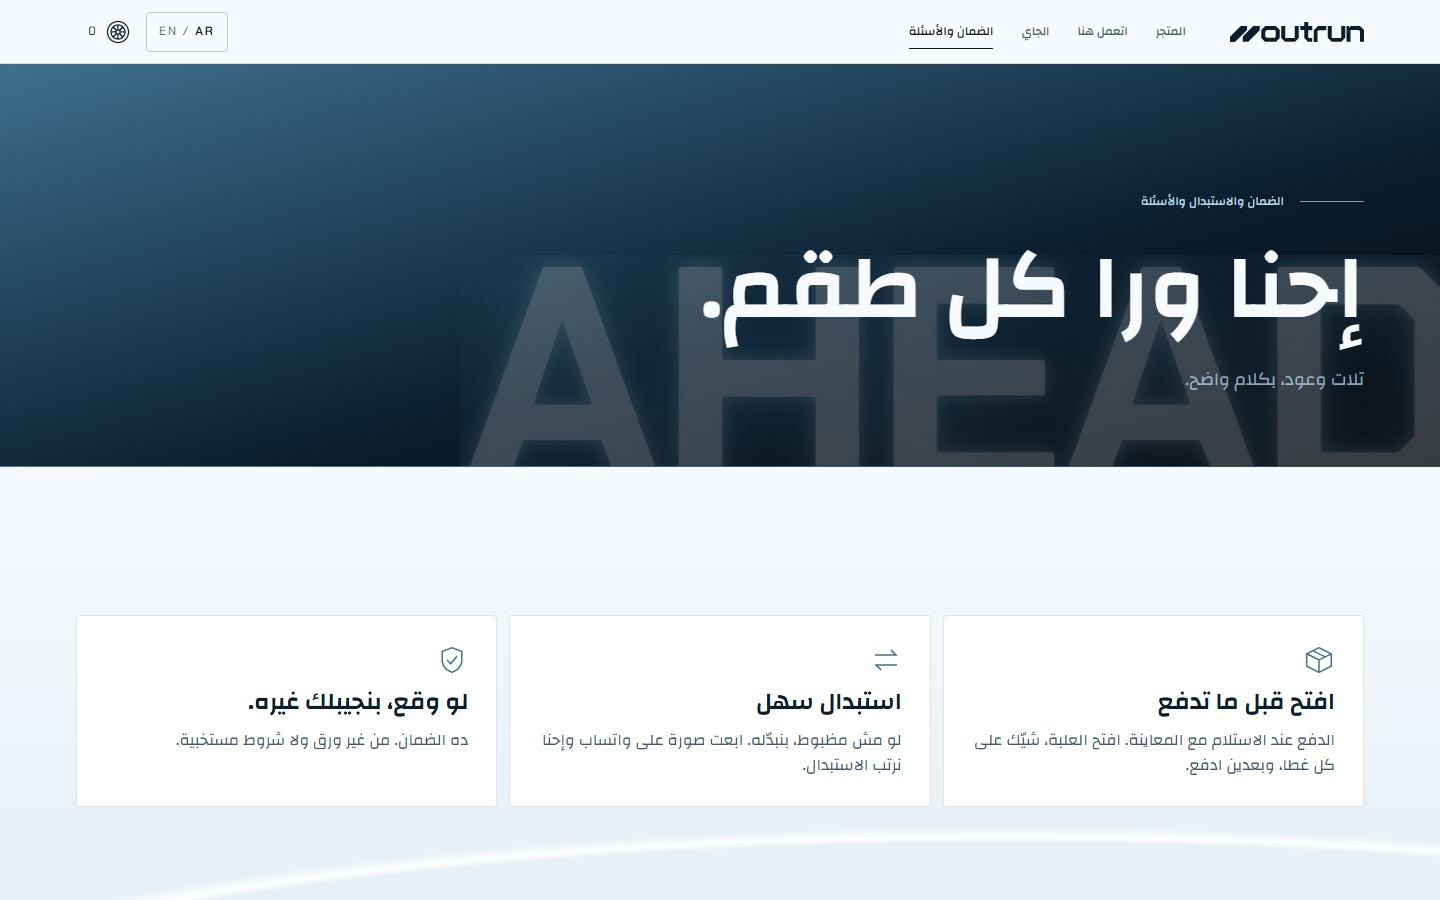 outrun
المتجر
اتعمل هنا
الجاي
الضمان والأسئلة
EN / AR
0
الضمان والاستبدال والأسئلة
إحنا ورا كل طقم.
AHEAD
تلات وعود، بكلام واضح.
افتح قبل ما تدفع
الدفع عند الاستلام مع المعاينة. افتح العلبة، شيّك على
كل غطا، وبعدين ادفع.
استبدال سهل
لو مش مظبوط، بنبدّله. ابعت صورة على واتساب وإحنا
نرتب الاستبدال.
لو وقع، بنجيبلك غيره.
ده الضمان. من غير ورق ولا شروط مستخبية.